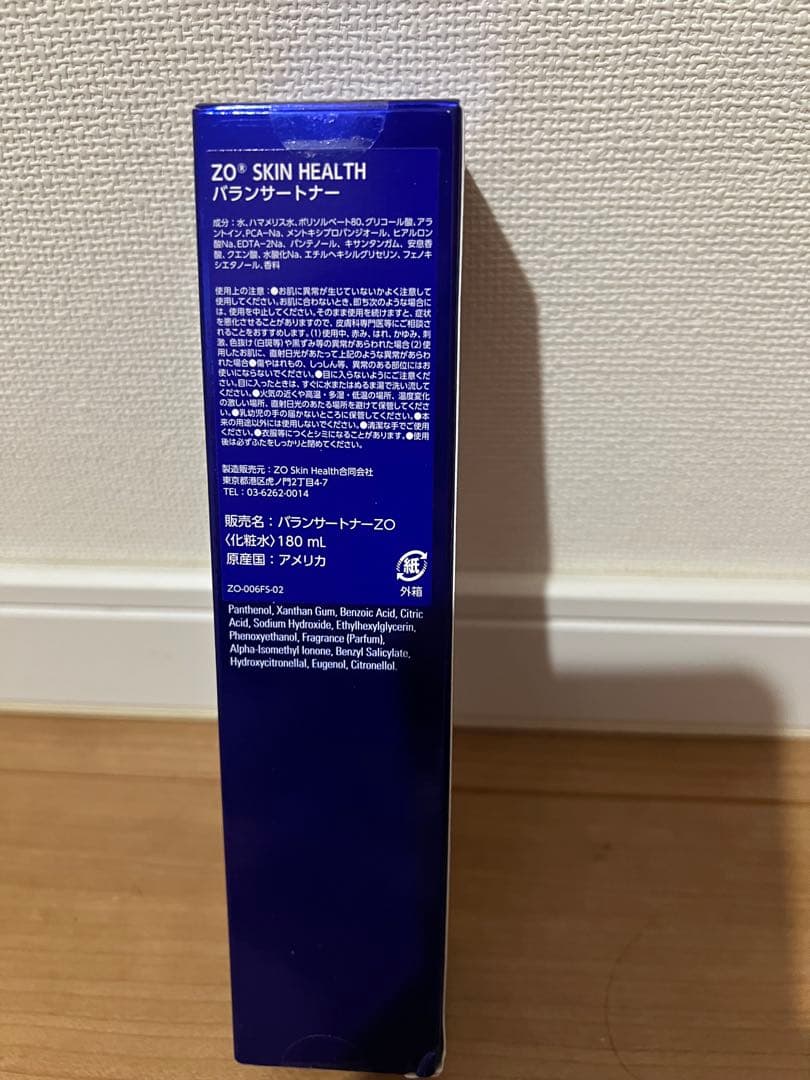 ZO® SKIN HEALTH
バランサートナー
成分：水、ハマメリス水、ポリソルベート80、グリコール酸、アラ
ントイン、PCA-Na、メントキシプロパンジオール、ヒアルロン
酸Na、EDTA-2Na、パンテノール、キサンタンガム、安息香
酸、クエン酸、水酸化Na、エチルヘキシルグリセリン、フェノキ
シエタノール、香料
使用上の注意：●お肌に異常が生じていないかよく注意して
使用してください。お肌に合わないとき、即ち次のような場合に
は、使用を中止してください。そのまま使用を続けますと、症状
を悪化させることがありますので、皮膚科専門医等にご相談さ
れることをおすすめします。(1)使用中、赤み、はれ、かゆみ、刺
激、色抜け(白斑等)や黒ずみ等の異常があらわれた場合(2)使
用したお肌に、直射日光があたって上記のような異常があらわ
れた場合●傷やはれもの、しっしん等、異常のある部位にはお
使いにならないでください。●目に入らないようにご注意くださ
い。目に入ったときは、すぐに水またはぬるま湯で洗い流してく
ださい。●火気の近くや高温・多湿・低温の場所、温度変化
の激しい場所、直射日光のあたる場所を避けて保管してくださ
い。●乳幼児の手の届かないところに保管してください。●本
来の用途以外には使用しないでください。●清潔な手でご使用
ください。●衣服等につくとシミになることがあります。●使用
後は必ずふたをしっかりと閉めてください。
製造販売元：ZO Skin Health合同会社
東京都港区虎ノ門2丁目4-7
TEL：03-6262-0014
販売名：バランサートナーZO
〈化粧水〉180 mL
原産国：アメリカ
紙
ZO-006FS-02
外箱
Panthenol, Xanthan Gum, Benzoic Acid, Citric
Acid, Sodium Hydroxide, Ethylhexylglycerin,
Phenoxyethanol, Fragrance (Parfum),
Alpha-Isomethyl Ionone, Benzyl Salicylate,
Hydroxycitronellal, Eugenol, Citronellol.